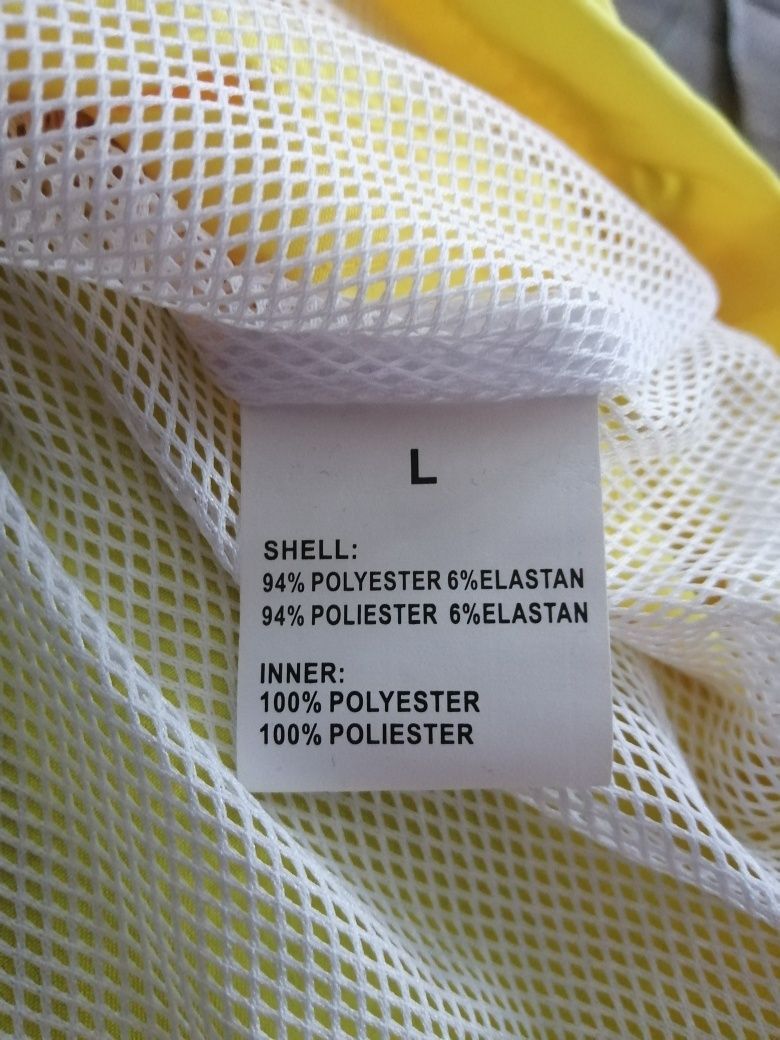 L
SHELL:
94% POLYESTER 6%ELASTAN
94% POLIESTER 6%ELASTAN
INNER:
100% POLYESTER
100% POLIESTER